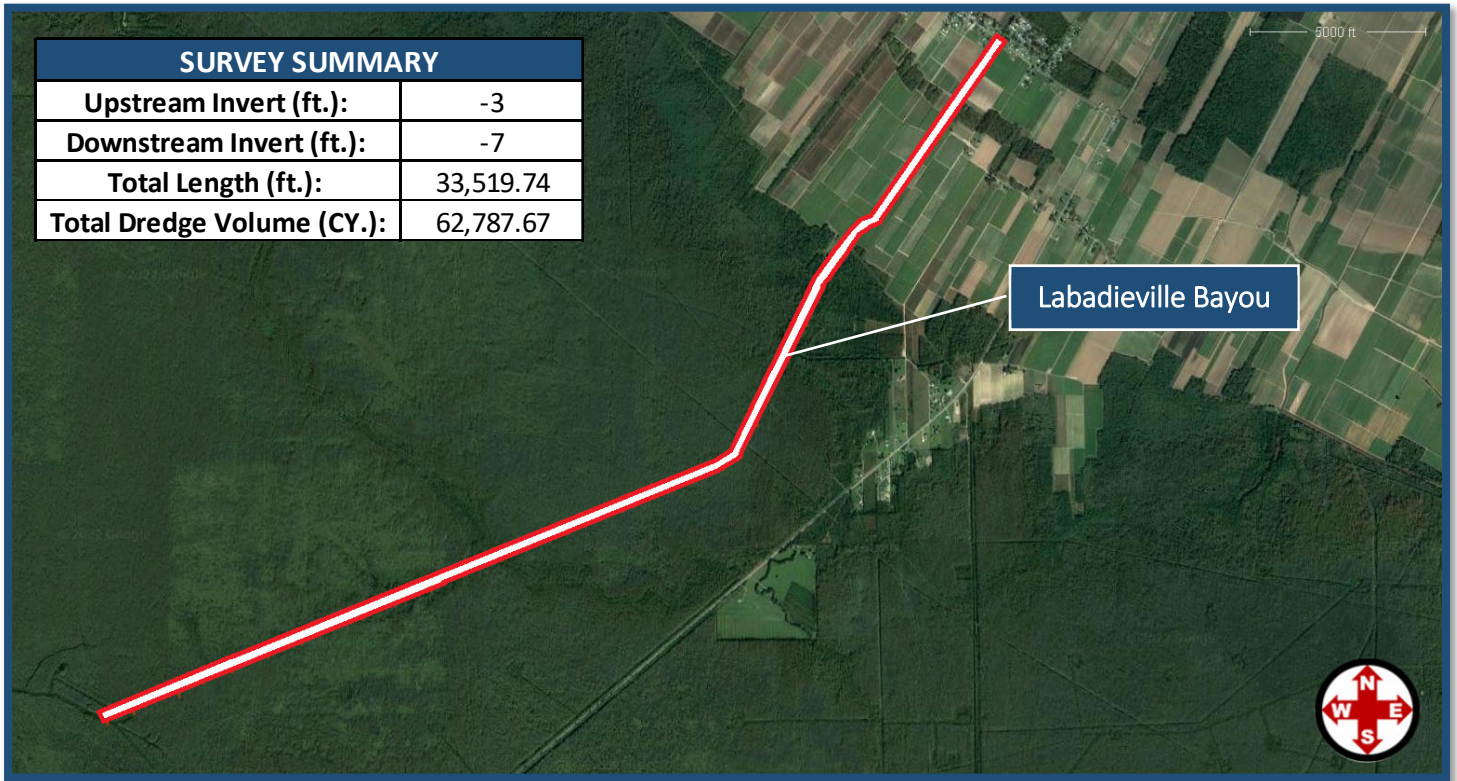 SURVEY SUMMARY
Upstream Invert (ft.): -3
Downstream Invert (ft.): -7
Total Length (ft.): 33,519.74
Total Dredge Volume (CY.): 62,787.67
5000 ft
Labadieville Bayou
N
W E
S